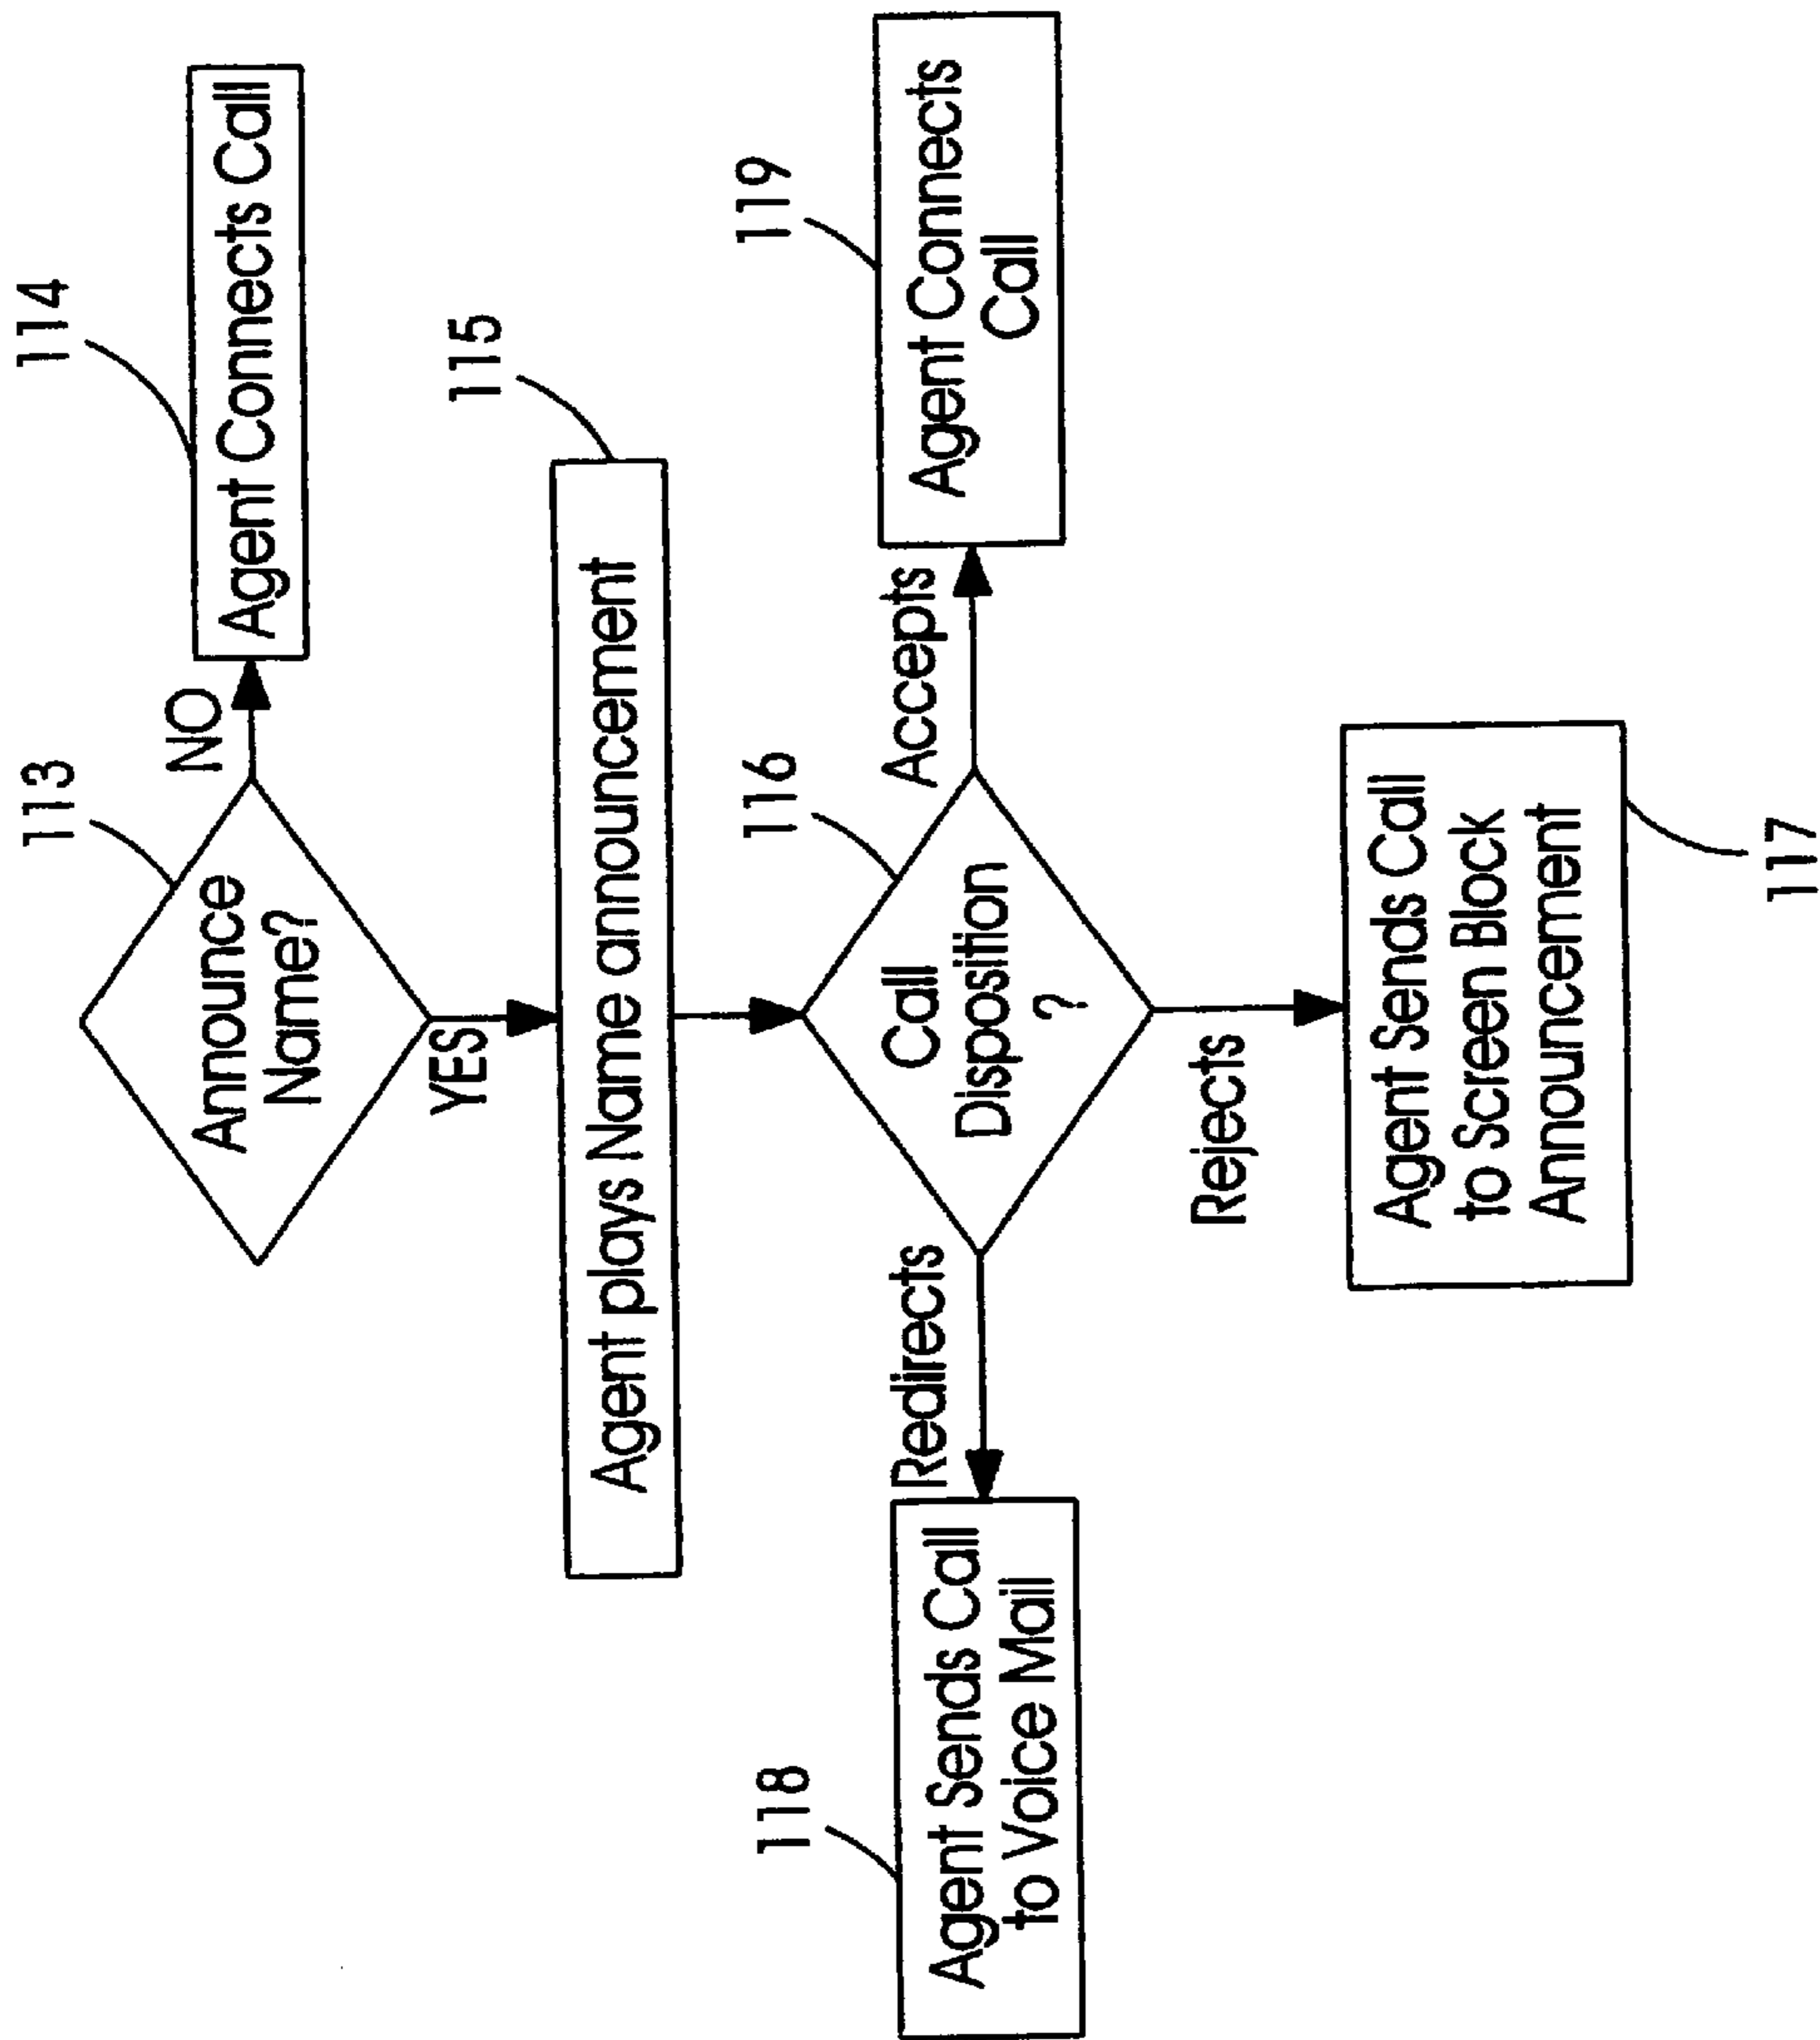 113
114
Announce
Name?
NO
Agent Connects Call
YES
115
Agent plays Name announcement
118
116
119
Agent Sends Call
to Voice Mail
Redirects
Call
Disposition
?
Accepts
Agent Connects
Call
Rejects
Agent Sends Call
to Screen Block
Announcement
117